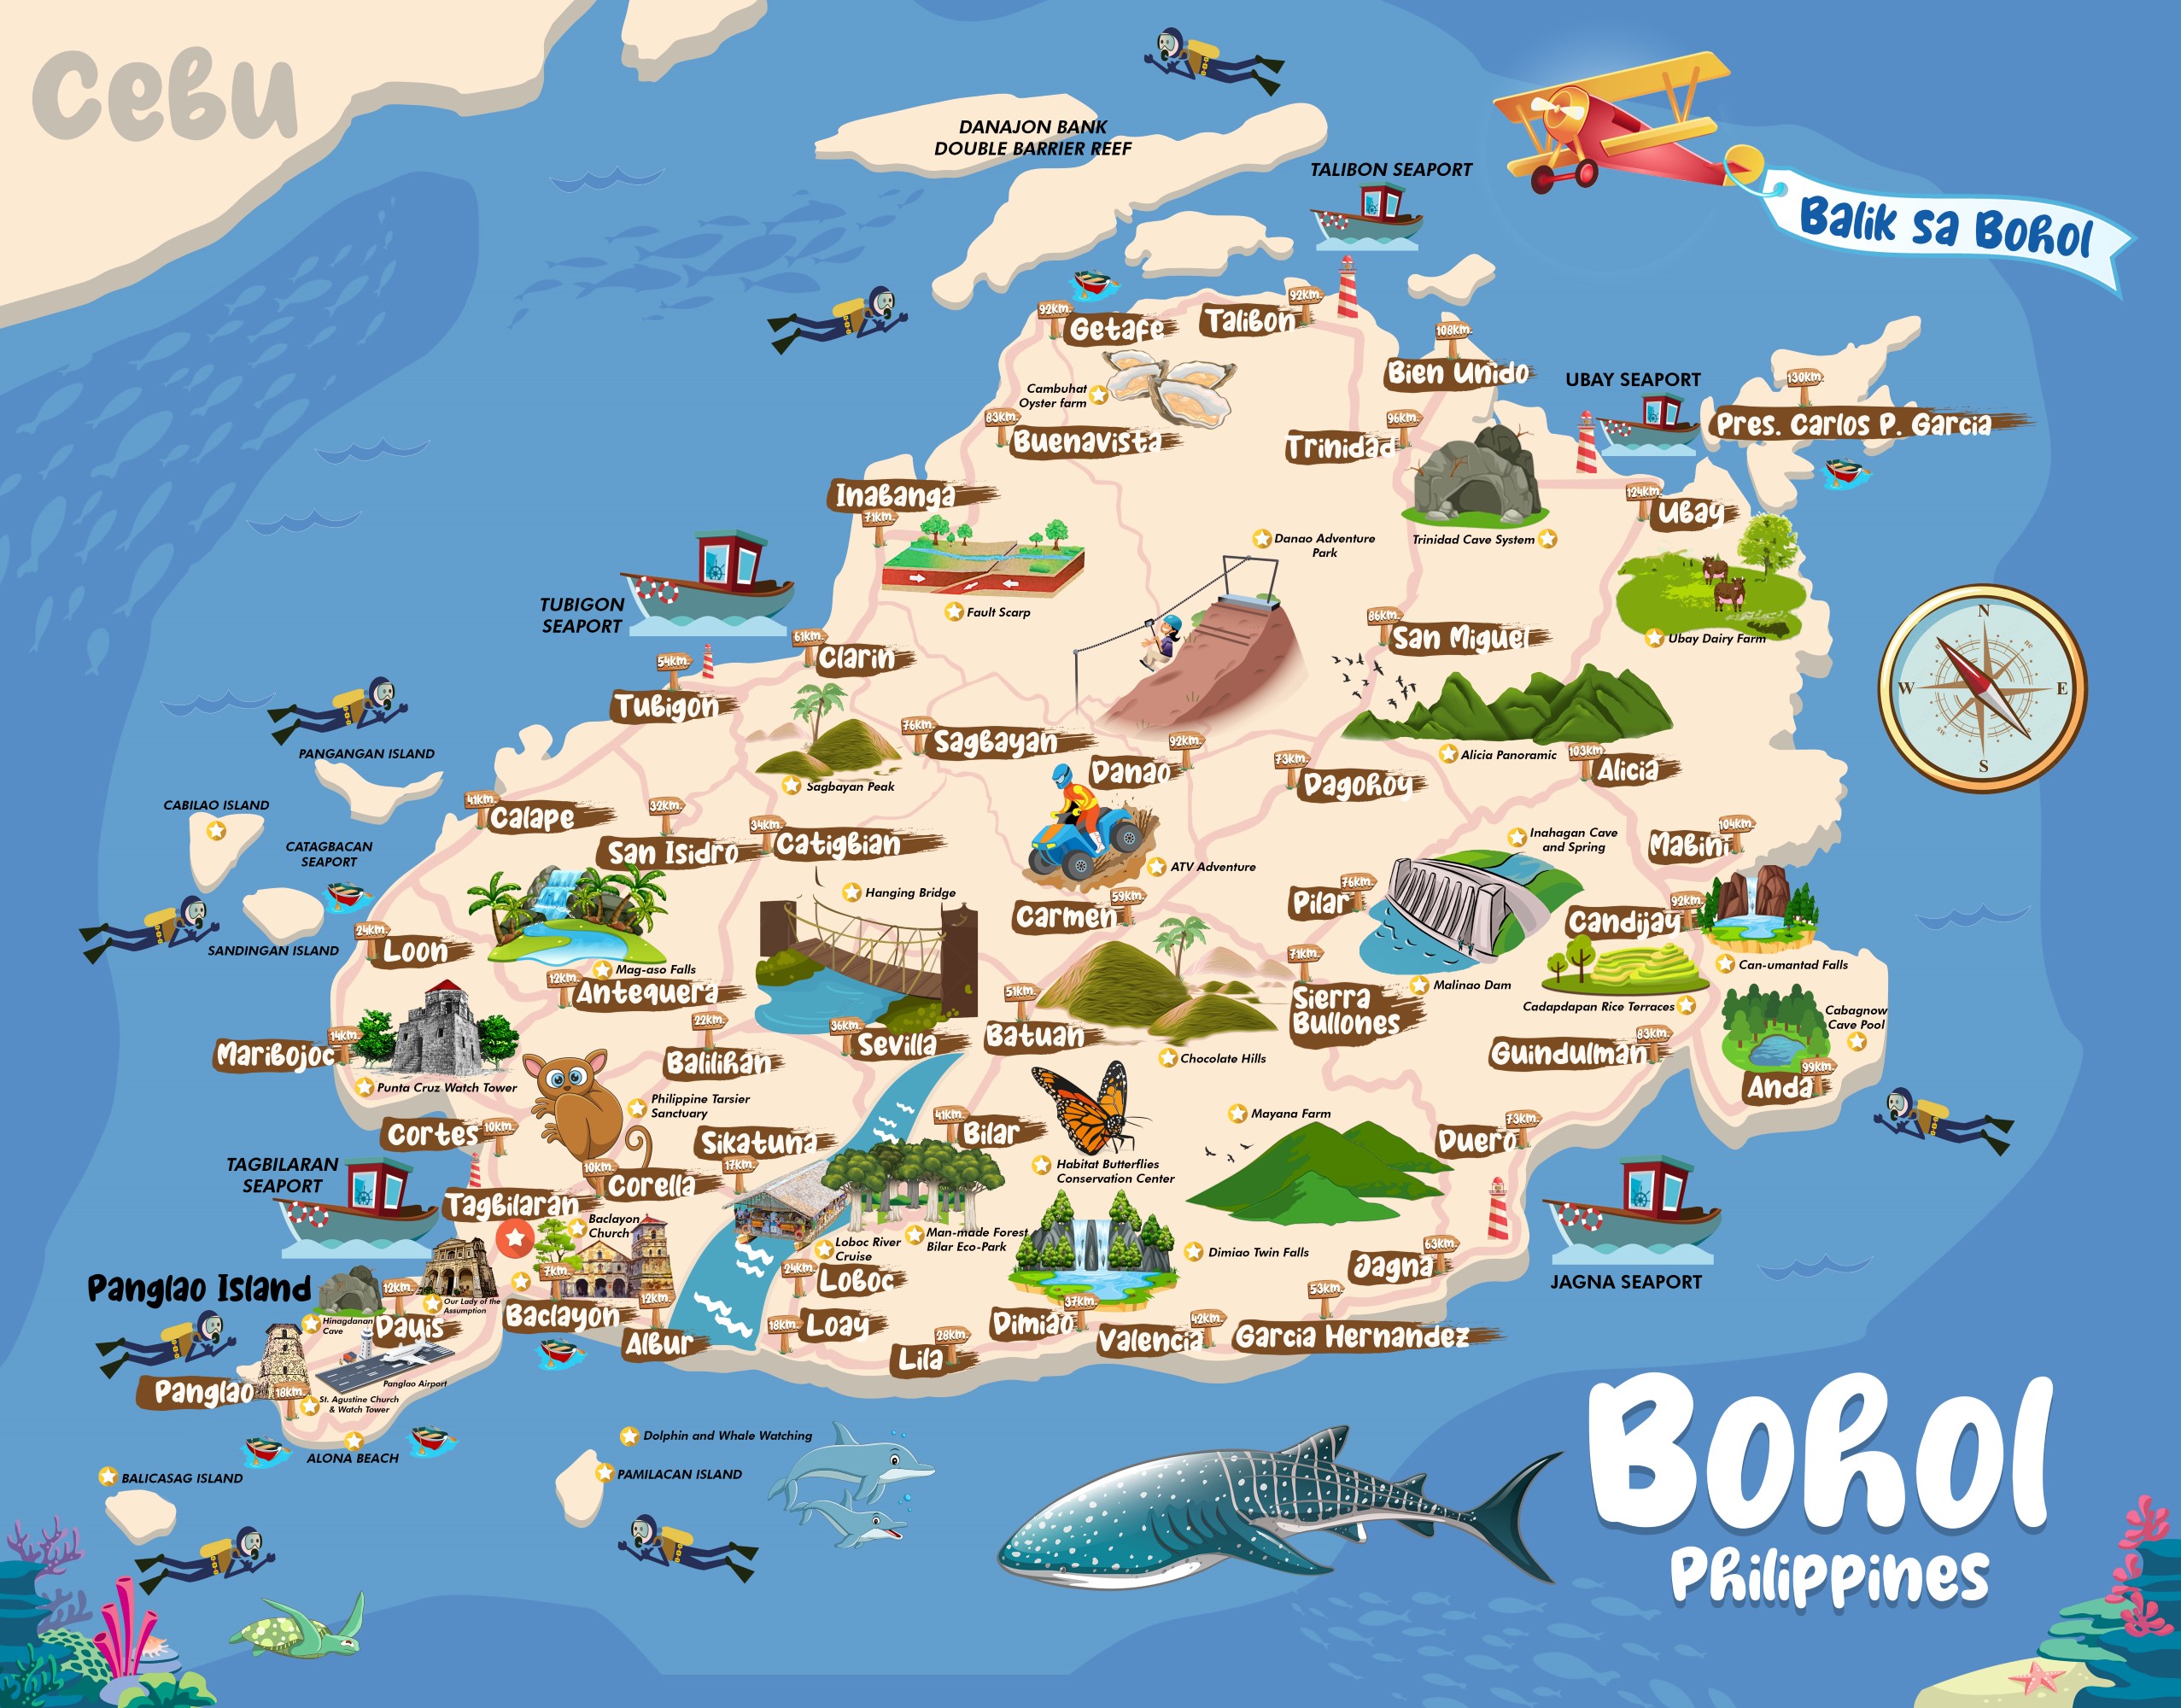 Cebu
DANAJON BANK
DOUBLE BARRIER REEF
TALIBON SEAPORT
Balik sa Bohol
92km.
Getafe
Talibon
92km.
108km.
Bien Unido
UBAY SEAPORT
130km.
Pres. Carlos P. Garcia
Cambuhat
Oyster farm
83km.
Buenavista
96km.
Trinidad
Inabanga
71km.
124km.
Ubay
Danao Adventure
Park
Trinidad Cave System
TUBIGON
SEAPORT
Fault Scarp
86km.
San Miguel
Ubay Dairy Farm
N
ne
W
E
sw
S
61km.
Clarin
54km.
Tubigon
PANGANGAN ISLAND
76km.
Sagbayan
92km.
Danao
73km.
Dagohoy
Alicia Panoramic
103km.
Alicia
Sagbayan Peak
CABILAO ISLAND
41km.
Calape
32km.
San Isidro
34km.
Catigbian
CATAGBACAN
SEAPORT
ATV Adventure
Inahagan Cave
and Spring
104km.
Mabini
Hanging Bridge
59km.
Carmen
76km.
Pilar
92km.
Candijay
SANDINGAN ISLAND
24km.
Loon
Mag-aso Falls
12km.
Antequera
71km.
Sierra
Bullones
Malinao Dam
Can-umantad Falls
Cadapdapan Rice Terraces
Cabagnow
Cave Pool
14km.
Maribojoc
22km.
Balilihan
36km.
Sevilla
51km.
Batuan
Chocolate Hills
83km.
Guindulman
99km.
Anda
Punta Cruz Watch Tower
Philippine Tarsier
Sanctuary
Cortes
10km.
Sikatuna
17km.
41km.
Bilar
Mayana Farm
73km.
Duero
TAGBILARAN
SEAPORT
10km.
Corella
Habitat Butterflies
Conservation Center
Tagbilaran
Baclayon
Church
Loboc River
Cruise
Man-made Forest
Bilar Eco-Park
Dimiao Twin Falls
63km.
Jagna
JAGNA SEAPORT
Panglao Island
12km.
Our Lady of the
Assumption
7km.
Baclayon
24km.
Loboc
Hinagdanan
Cave
Dauis
12km.
Albur
18km.
Loay
28km.
Lila
37km.
Dimiao
42km.
Valencia
53km.
Garcia Hernandez
Panglao
18km.
Panglao Airport
St. Agustine Church
& Watch Tower
ALONA BEACH
BALICASAG ISLAND
Dolphin and Whale Watching
PAMILACAN ISLAND
Bohol
Philippines